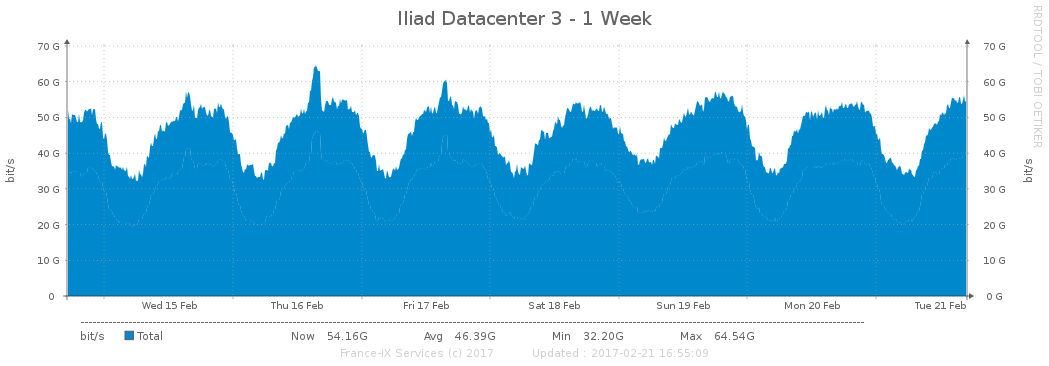 Iliad Datacenter 3 - 1 Week
RRDTOOL / TOBI OETIKER
70 G 70 G
60 G 60 G
50 G 50 G
40 G 40 G
30 G 30 G
20 G 20 G
10 G 10 G
0 0 G
bit/s bit/s
Wed 15 Feb Thu 16 Feb Fri 17 Feb Sat 18 Feb Sun 19 Feb Mon 20 Feb Tue 21 Feb
bit/s Total Now 54.16G Avg 46.39G Min 32.20G Max 64.54G
France-IX Services (c) 2017 Updated : 2017-02-21 16:55:09